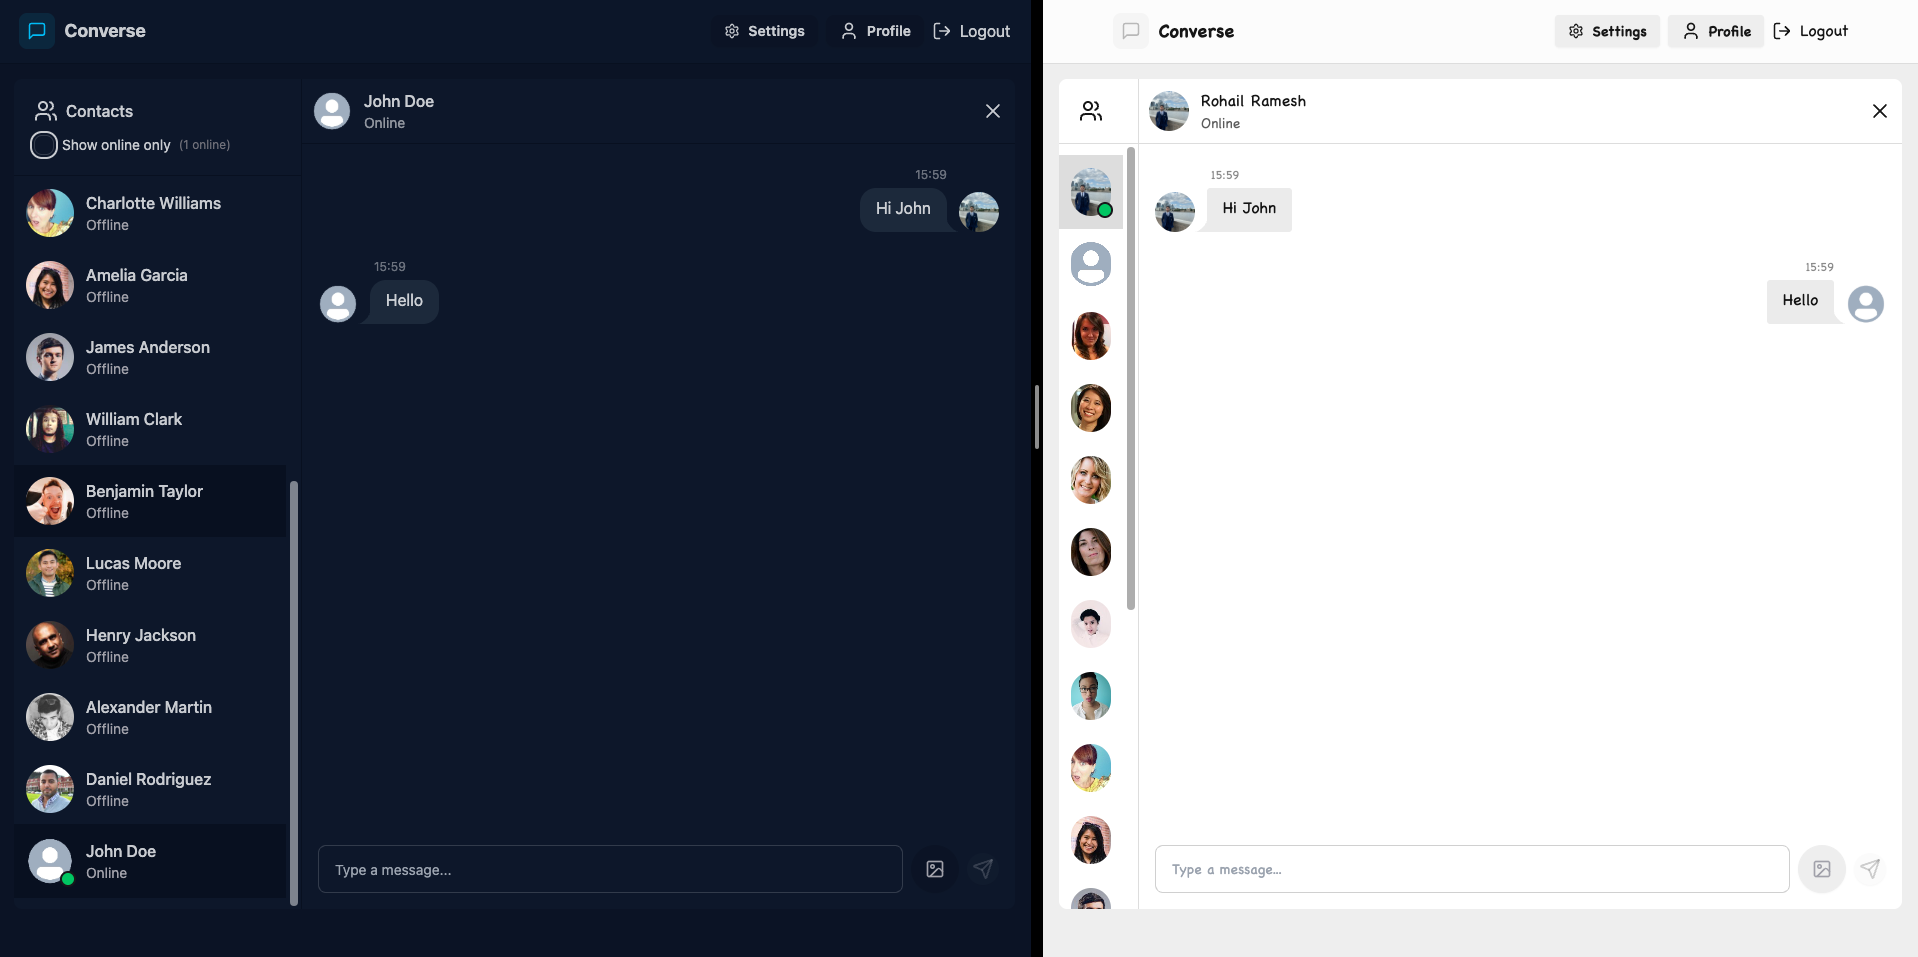 Converse
Settings
Profile
Logout
Contacts
Show online only (1 online)
Charlotte Williams
Offline
Amelia Garcia
Offline
James Anderson
Offline
William Clark
Offline
Benjamin Taylor
Offline
Lucas Moore
Offline
Henry Jackson
Offline
Alexander Martin
Offline
Daniel Rodriguez
Offline
John Doe
Online
John Doe
Online
15:59
Hi John
15:59
Hello
Type a message...
Converse
Settings
Profile
Logout
Rohail Ramesh
Online
15:59
Hi John
15:59
Hello
Type a message...